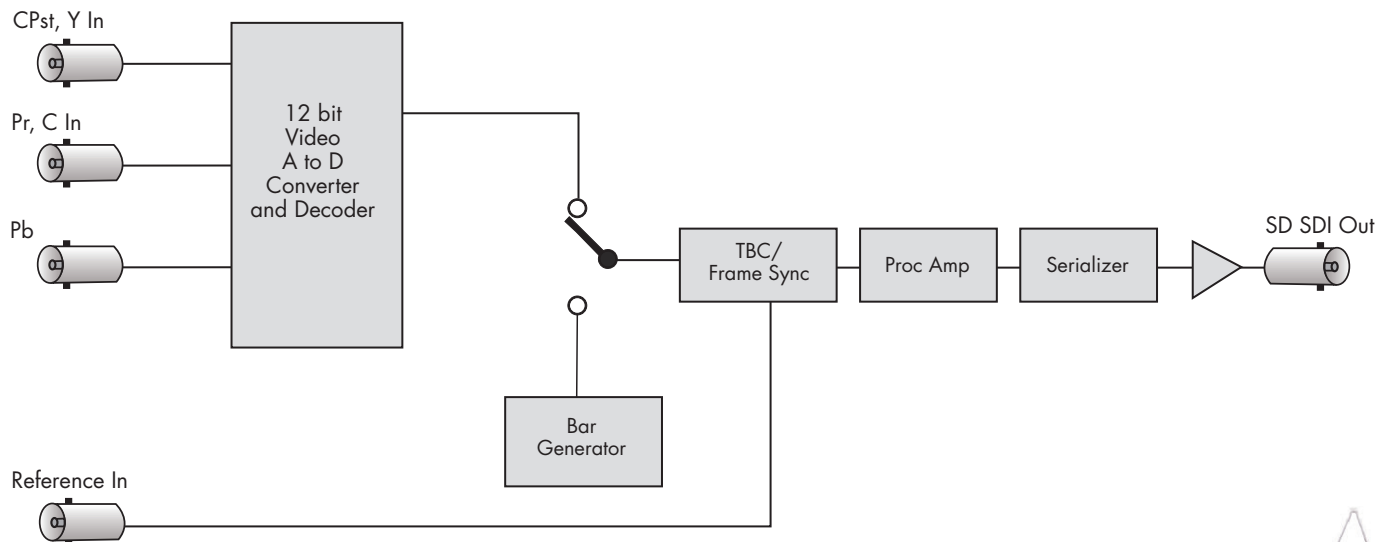 CPst, Y In
Pr, C In
Pb
12 bit
Video
A to D
Converter
and Decoder
TBC/
Frame Sync
Proc Amp
Serializer
SD SDI Out
Bar
Generator
Reference In